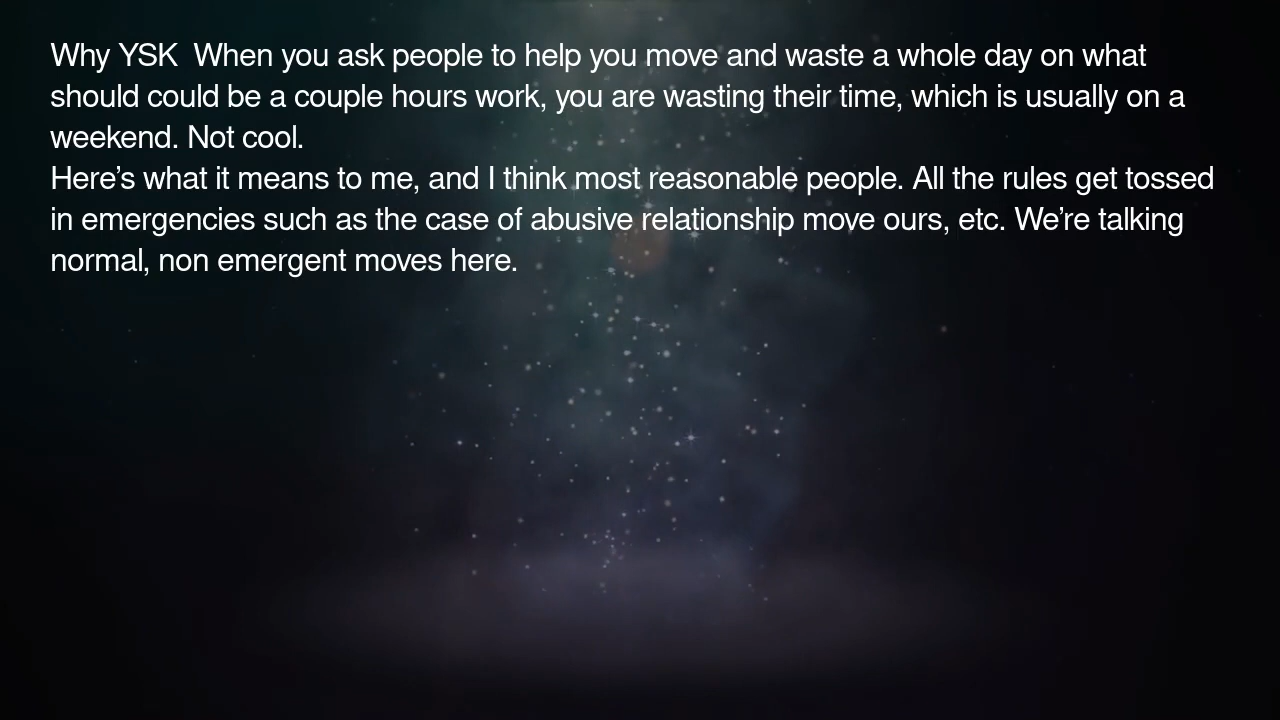 Why YSK  When you ask people to help you move and waste a whole day on what
should could be a couple hours work, you are wasting their time, which is usually on a
weekend. Not cool.
Here’s what it means to me, and I think most reasonable people. All the rules get tossed
in emergencies such as the case of abusive relationship move ours, etc. We’re talking
normal, non emergent moves here.